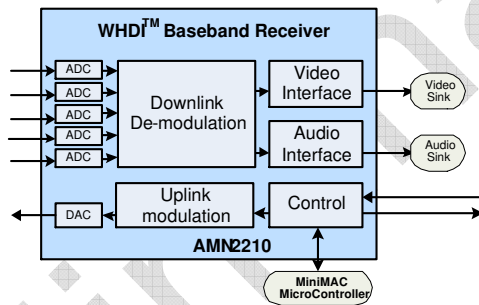 WHDI™ Baseband Receiver
ADC
ADC
ADC
ADC
ADC
Downlink
De-modulation
Video
Interface
Video
Sink
Audio
Interface
Audio
Sink
DAC
Uplink
modulation
Control
AMN2210
MiniMAC
MicroController